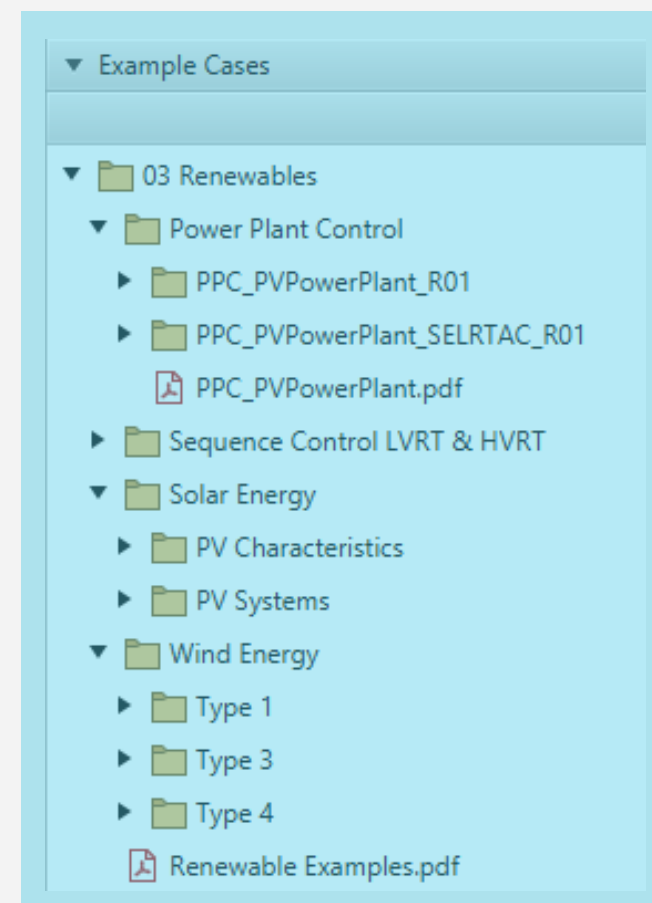 Example Cases
03 Renewables
Power Plant Control
PPC_PVPowerPlant_R01
PPC_PVPowerPlant_SELRTAC_R01
PPC_PVPowerPlant.pdf
Sequence Control LVRT & HVRT
Solar Energy
PV Characteristics
PV Systems
Wind Energy
Type 1
Type 3
Type 4
Renewable Examples.pdf